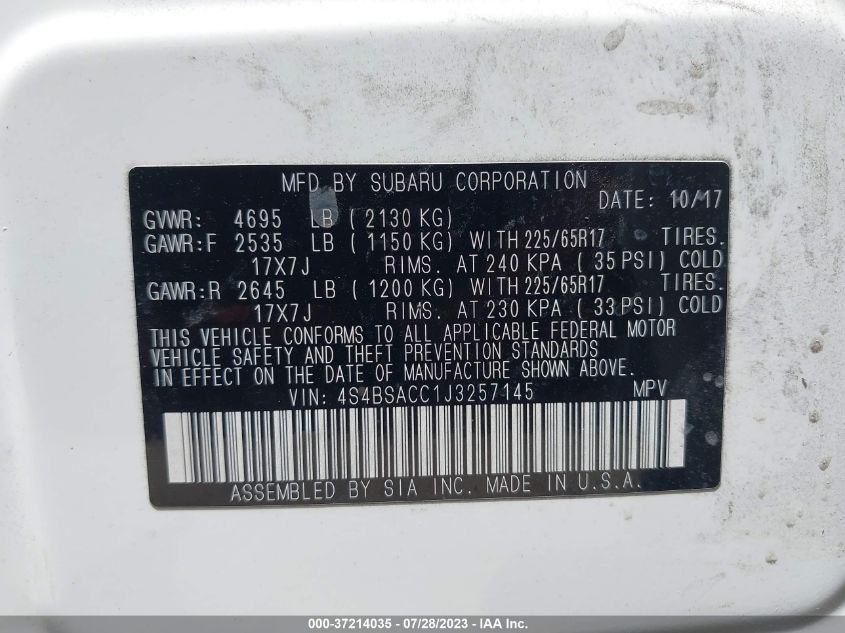 MFD BY SUBARU CORPORATION
DATE: 10/17
GVWR: 4695 LB ( 2130 KG)
GAWR:F 2535 LB ( 1150 KG) WITH 225/65R17 TIRES.
17X7J RIMS. AT 240 KPA ( 35 PSI) COLD
GAWR:R 2645 LB ( 1200 KG) WITH 225/65R17 TIRES.
17X7J RIMS. AT 230 KPA ( 33 PSI) COLD
THIS VEHICLE CONFORMS TO ALL APPLICABLE FEDERAL MOTOR
VEHICLE SAFETY AND THEFT PREVENTION STANDARDS
IN EFFECT ON THE DATE OF MANUFACTURE SHOWN ABOVE.
VIN: 4S4BSACC1J3257145 MPV
ASSEMBLED BY SIA INC. MADE IN U.S.A.
000-37214035 - 07/28/2023 - IAA Inc.